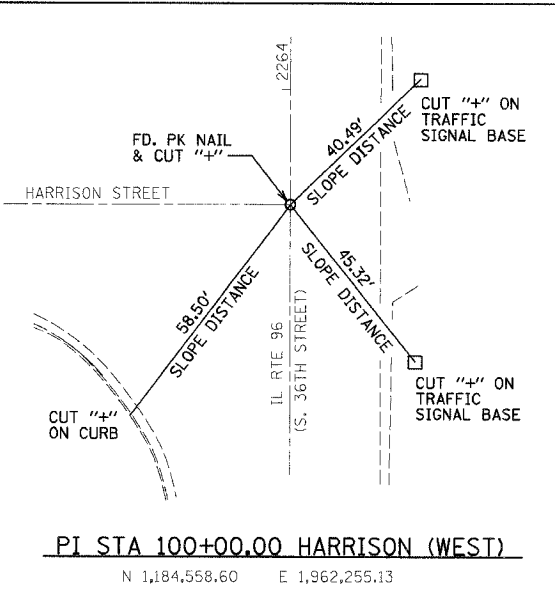 2264
40.49'
SLOPE DISTANCE
CUT "+" ON
TRAFFIC
SIGNAL BASE
FD. PK NAIL
& CUT "+"
HARRISON STREET
58.50'
SLOPE DISTANCE
45.32'
SLOPE DISTANCE
IL RTE 96
(S. 36TH STREET)
CUT "+" ON
TRAFFIC
SIGNAL BASE
CUT "+"
ON CURB
PI STA 100+00.00 HARRISON (WEST)
N 1,184,558.60 E 1,962,255.13